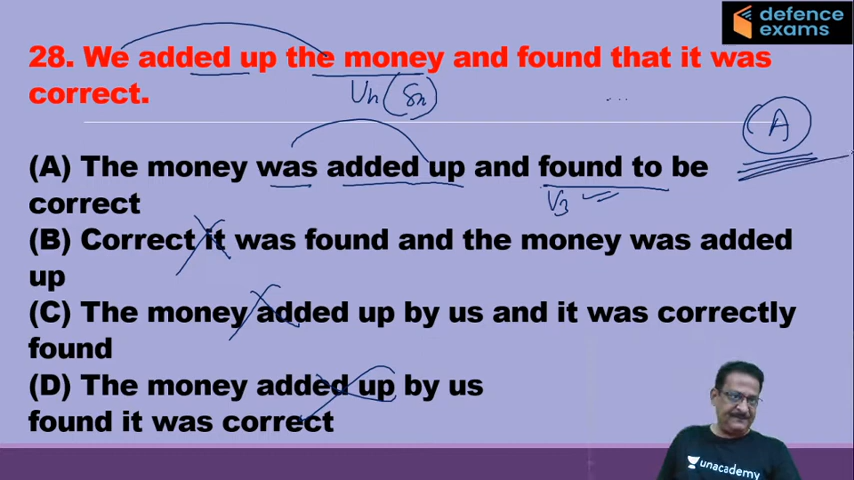 defence
exams
28. We added up the money and found that it was
correct.
(A)
(A) The money was added up and found to be
V3
correct
(B) Correct it was found and the money was added
up
(C) The money added up by us and it was correctly
found
(D) The money added up by us
found it was correct
unacademy